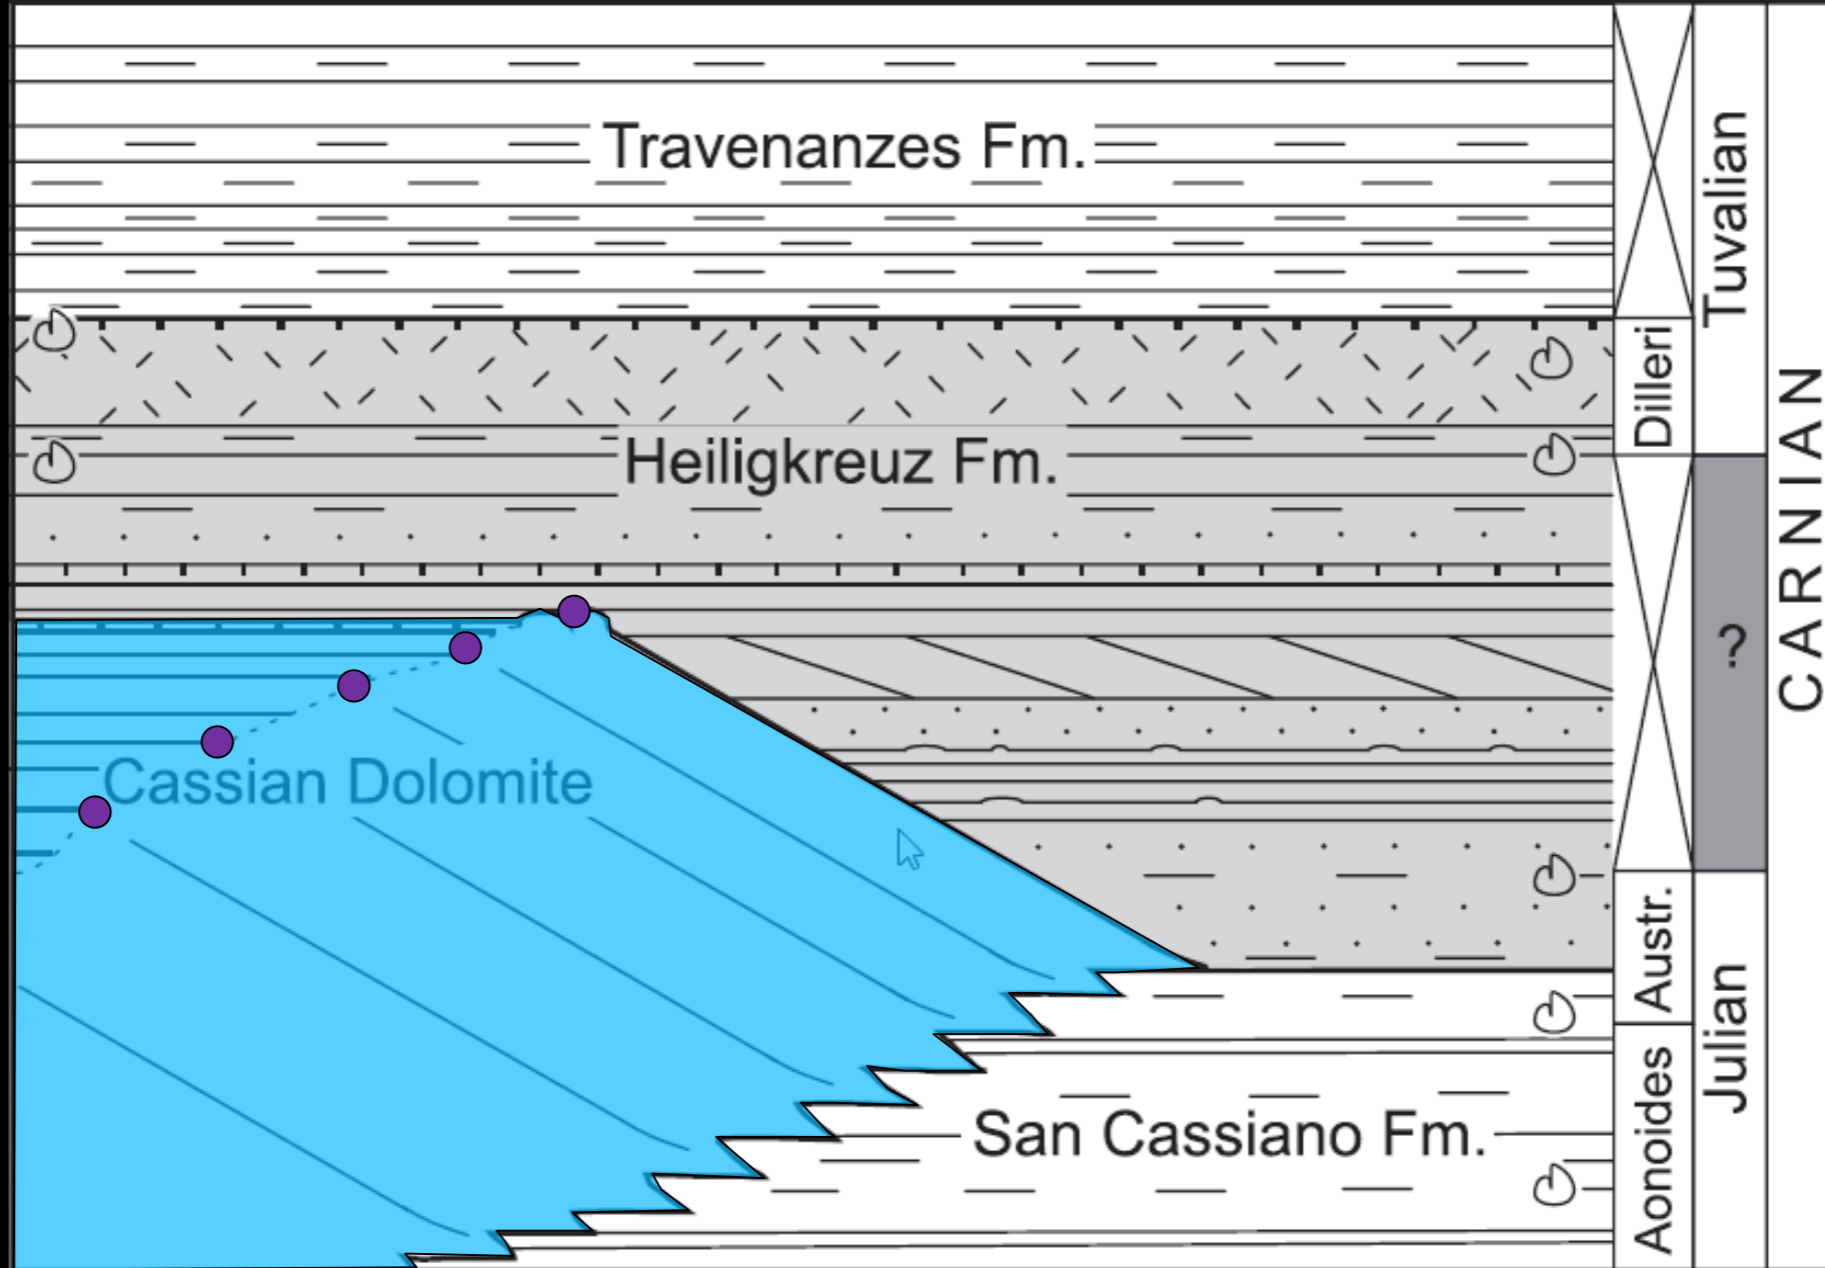 Travenanzes Fm.
Tuvalian
Dilleri
Heiligkreuz Fm.
CARNIAN
?
Cassian Dolomite
Austr.
Julian
San Cassiano Fm.
Aonoides